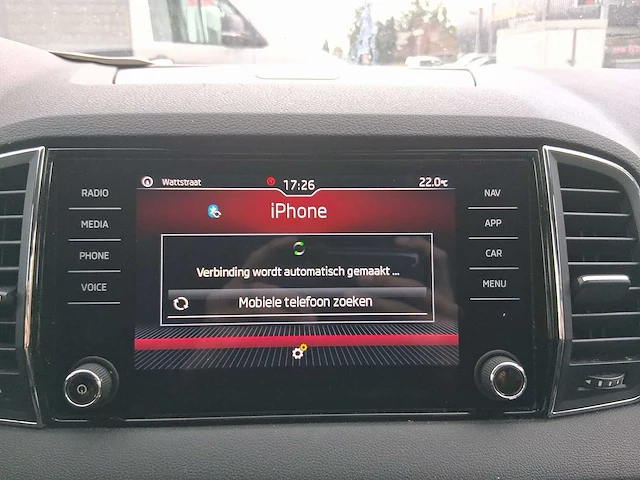 Wattstraat 17:26 22.0°C
iPhone
Verbinding wordt automatisch gemaakt ...
Mobiele telefoon zoeken
RADIO
MEDIA
PHONE
VOICE
NAV
APP
CAR
MENU